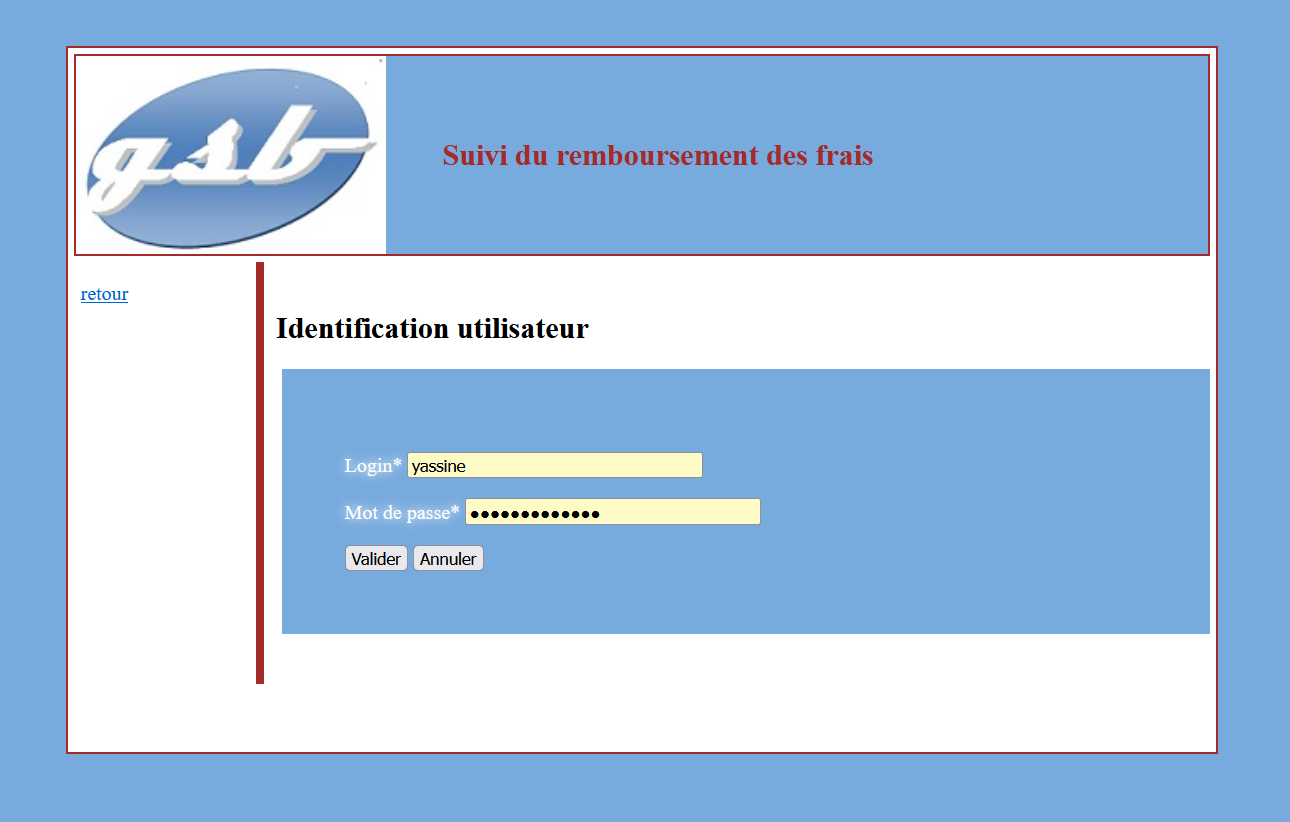 gsb
Suivi du remboursement des frais
retour
Identification utilisateur
Login* yassine
Mot de passe* •••••••••••••
Valider Annuler